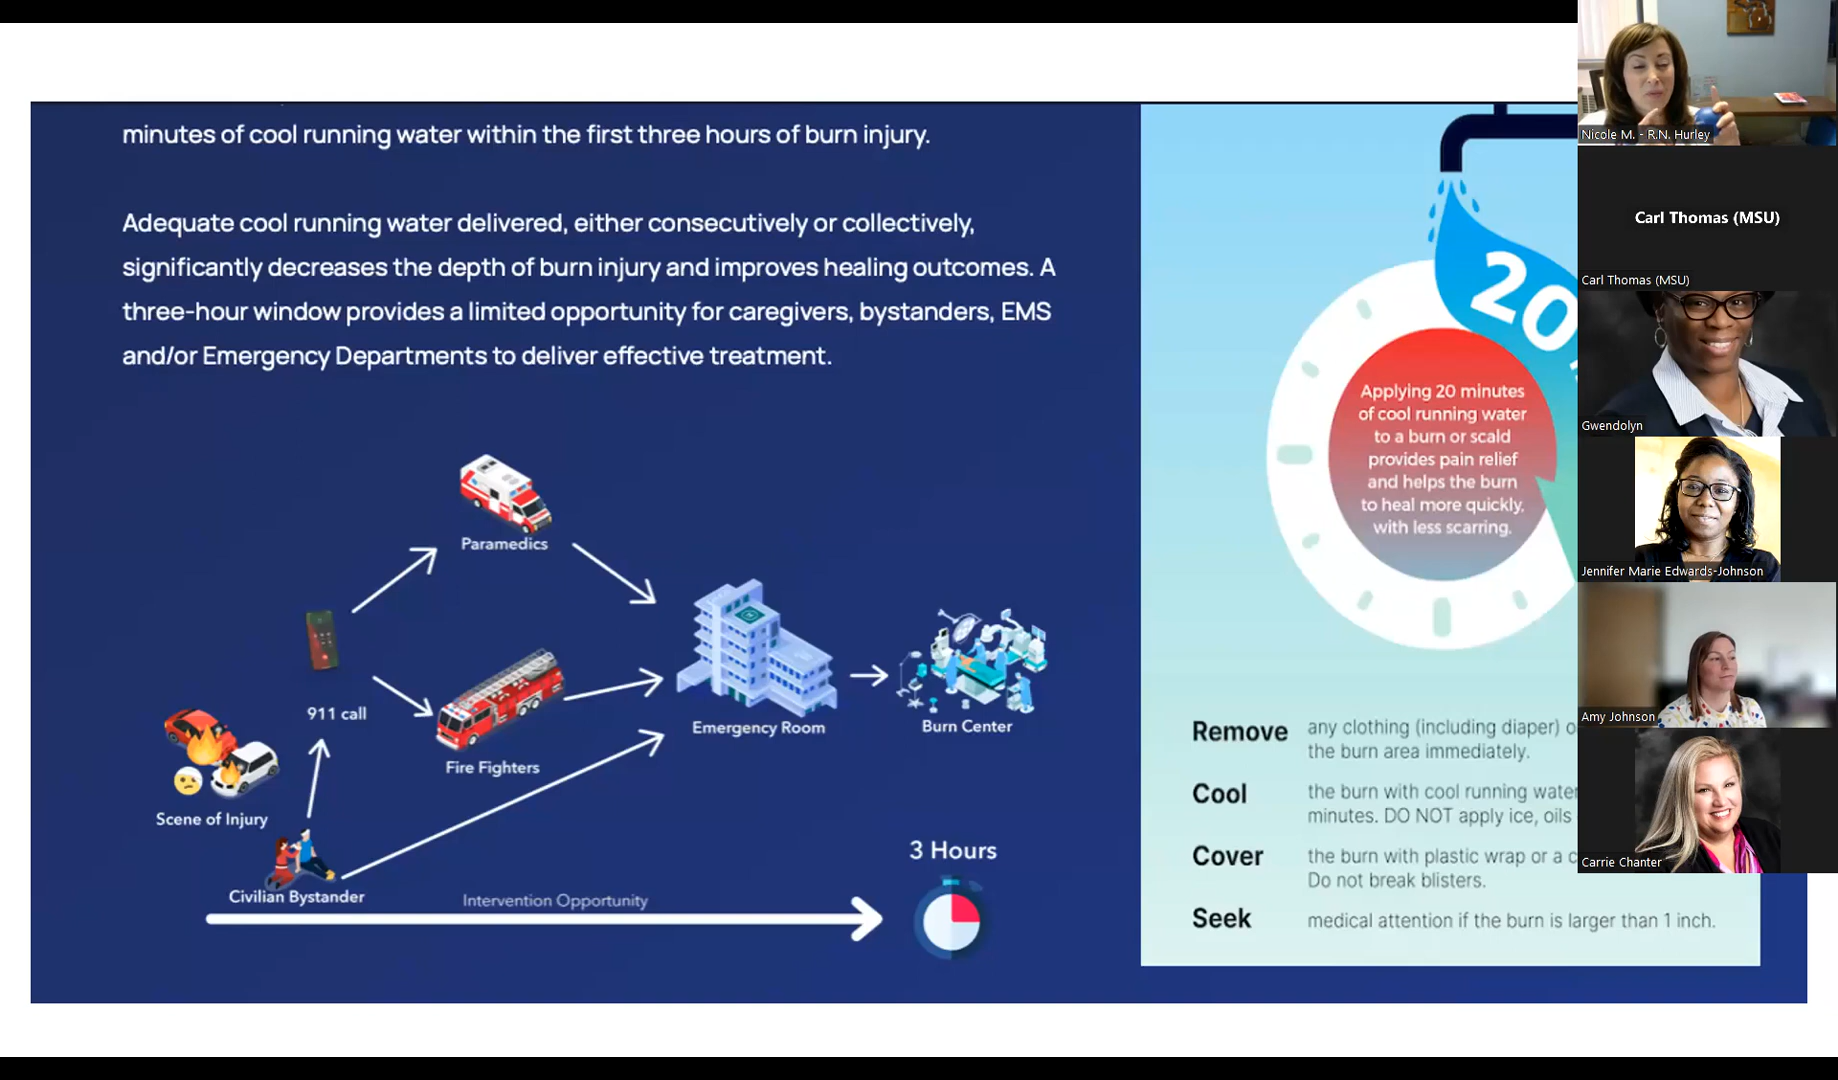 minutes of cool running water within the first three hours of burn injury.
Adequate cool running water delivered, either consecutively or collectively,
significantly decreases the depth of burn injury and improves healing outcomes. A
three-hour window provides a limited opportunity for caregivers, bystanders, EMS
and/or Emergency Departments to deliver effective treatment.
Paramedics
911 call
Fire Fighters
Emergency Room
Burn Center
Scene of Injury
Civilian Bystander
Intervention Opportunity
3 Hours
20
Applying 20 minutes
of cool running water
to a burn or scald
provides pain relief
and helps the burn
to heal more quickly,
with less scarring.
Remove any clothing (including diaper)
the burn area immediately.
Cool the burn with cool running water
minutes. DO NOT apply ice, oils
Cover the burn with plastic wrap or a
Do not break blisters.
Seek medical attention if the burn is larger than 1 inch.
Nicole M. - R.N. Hurley
Carl Thomas (MSU)
Carl Thomas (MSU)
Gwendolyn
Jennifer Marie Edwards-Johnson
Amy Johnson
Carrie Chanter